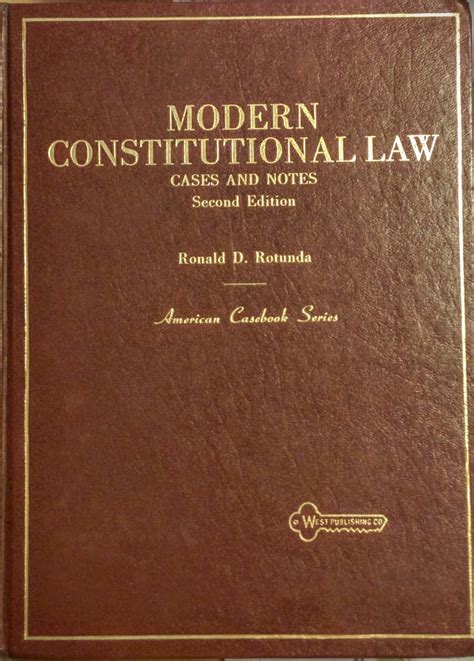 MODERN
CONSTITUTIONAL LAW
CASES AND NOTES
Second Edition
Ronald D. Rotunda
American Casebook Series
WEST PUBLISHING CO